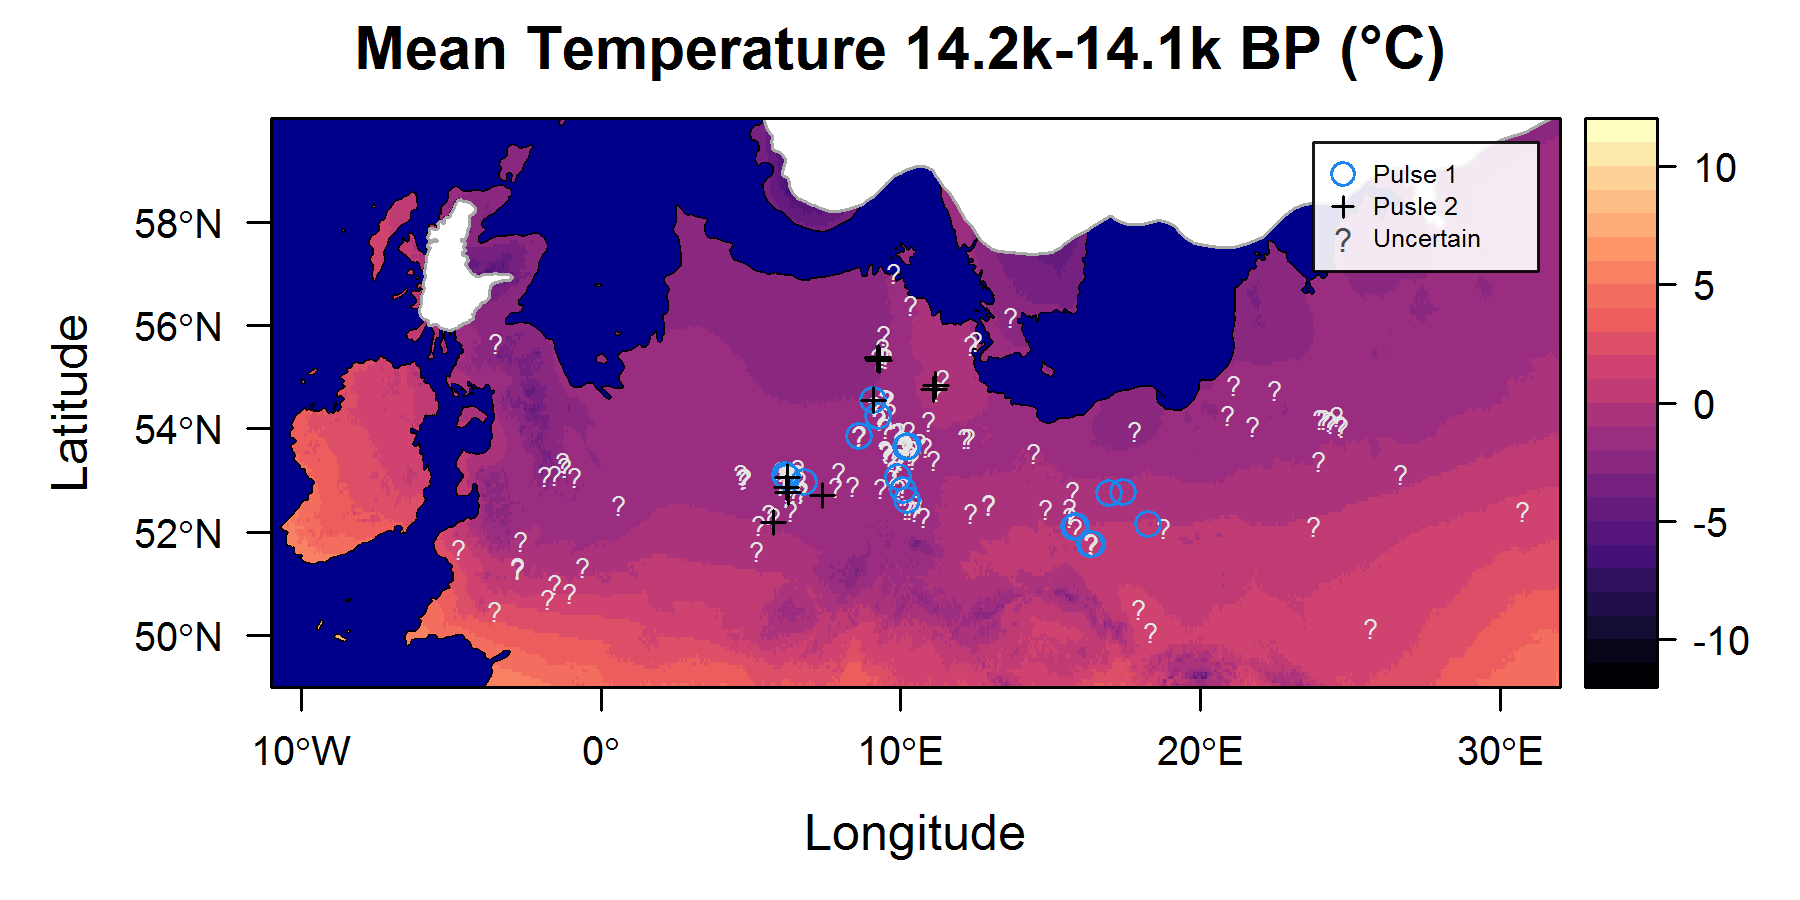 Mean Temperature 14.2k-14.1k BP (°C)
Pulse 1
Pusle 2
? Uncertain
10
5
0
-5
-10
58°N
56°N
54°N
52°N
50°N
Latitude
10°W
0°
10°E
20°E
30°E
Longitude